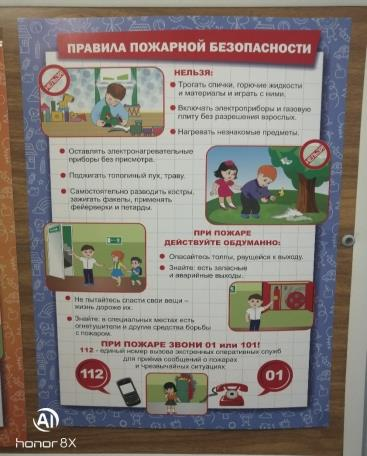 ПРАВИЛА ПОЖАРНОЙ БЕЗОПАСНОСТИ
НЕЛЬЗЯ:
Трогать спички, горючие жидкости
и материалы и играть с ними.
Включать электроприборы и газовую
плиту без разрешения взрослых.
Нагревать незнакомые предметы.
Оставлять электронагревательные
приборы без присмотра.
Поджигать тополиный пух, траву.
Самостоятельно разводить костры,
зажигать факелы, применять
фейерверки и петарды.
ПРИ ПОЖАРЕ
ДЕЙСТВУЙТЕ ОБДУМАННО:
Опасайтесь толпы, рвущейся к выходу.
Знайте: есть запасные
и аварийные выходы.
Не пытайтесь спасти свои вещи –
жизнь дороже их.
Знайте: в специальных местах есть
огнетушители и другие средства борьбы
с пожаром.
ПРИ ПОЖАРЕ ЗВОНИ 01 или 101!
112 - единый номер вызова экстренных оперативных служб
для приёма сообщений о пожарах
и чрезвычайных ситуациях.
112
01
AI
honor 8X